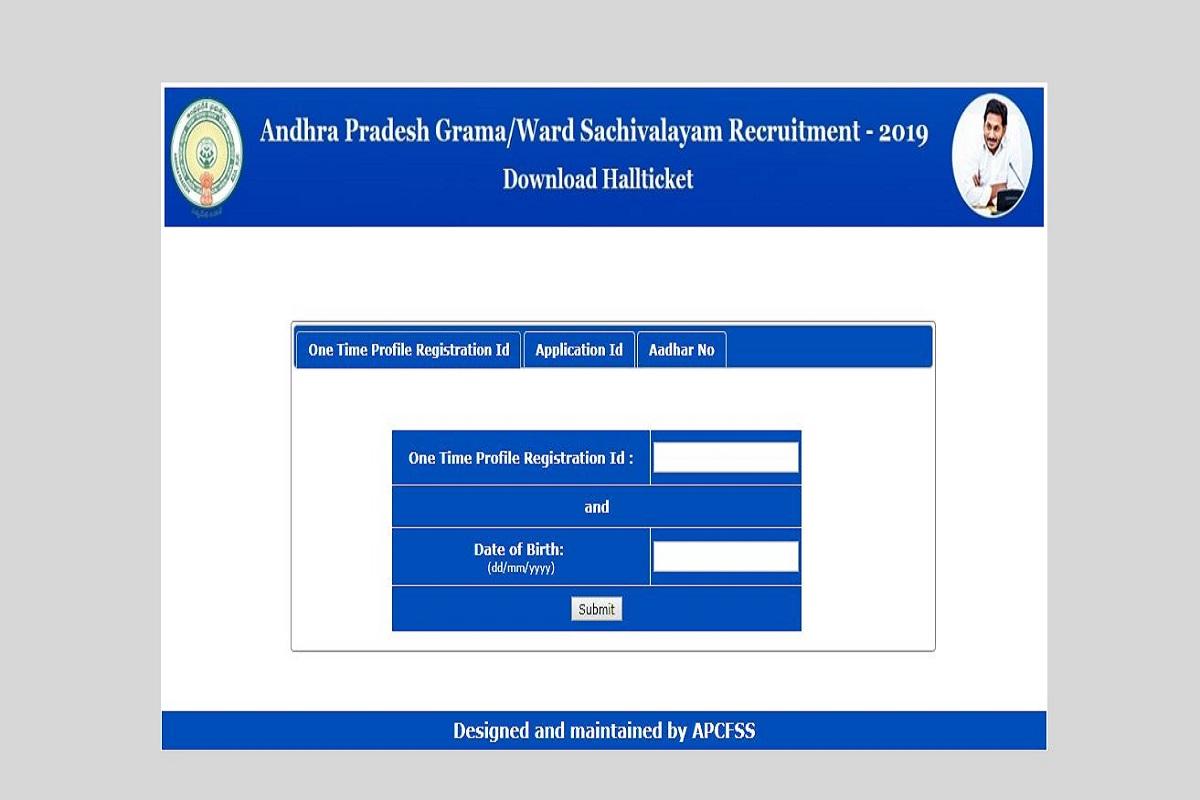 Andhra Pradesh Grama/Ward Sachivalayam Recruitment - 2019
Download Hallticket
One Time Profile Registration Id
Application Id
Aadhar No
One Time Profile Registration Id :
and
Date of Birth:
(dd/mm/yyyy)
Submit
Designed and maintained by APCFSS